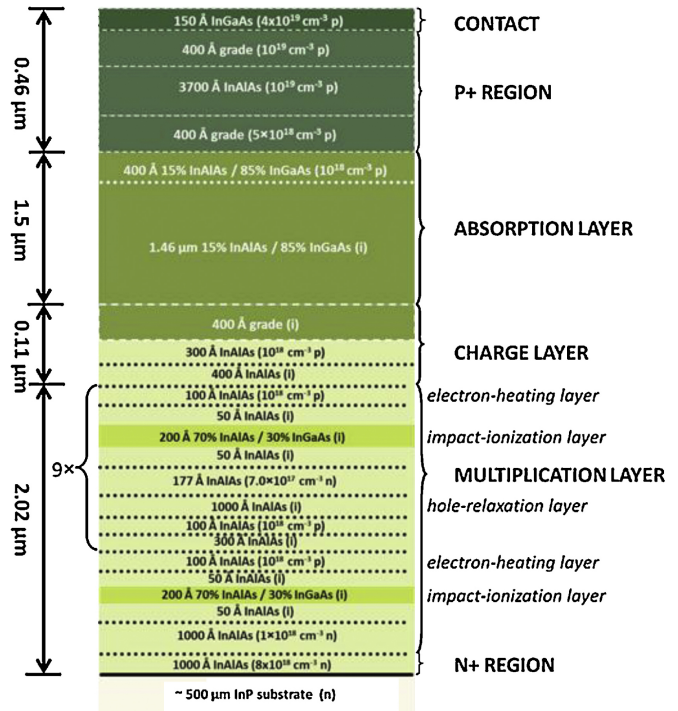 150 Å InGaAs (4x10¹⁹ cm⁻³ p)
CONTACT
400 Å grade (10¹⁹ cm⁻³ p)
3700 Å InAlAs (10¹⁹ cm⁻³ p)
P+ REGION
0.46 µm
400 Å grade (5×10¹⁸ cm⁻³ p)
400 Å 15% InAlAs / 85% InGaAs (10¹⁸ cm⁻³ p)
1.5 µm
ABSORPTION LAYER
1.46 µm 15% InAlAs / 85% InGaAs (i)
400 Å grade (i)
0.11 µm
300 Å InAlAs (10¹⁸ cm⁻³ p)
CHARGE LAYER
400 Å InAlAs (i)
100 Å InAlAs (10¹⁸ cm⁻³ p)
electron-heating layer
50 Å InAlAs (i)
200 Å 70% InAlAs / 30% InGaAs (i)
impact-ionization layer
50 Å InAlAs (i)
9×
177 Å InAlAs (7.0×10¹⁷ cm⁻³ n)
MULTIPLICATION LAYER
1000 Å InAlAs (i)
hole-relaxation layer
100 Å InAlAs (10¹⁸ cm⁻³ p)
2.02 µm
300 Å InAlAs (i)
100 Å InAlAs (10¹⁸ cm⁻³ p)
electron-heating layer
50 Å InAlAs (i)
200 Å 70% InAlAs / 30% InGaAs (i)
impact-ionization layer
50 Å InAlAs (i)
1000 Å InAlAs (1×10¹⁸ cm⁻³ n)
1000 Å InAlAs (8x10¹⁸ cm⁻³ n)
N+ REGION
~ 500 µm InP substrate (n)